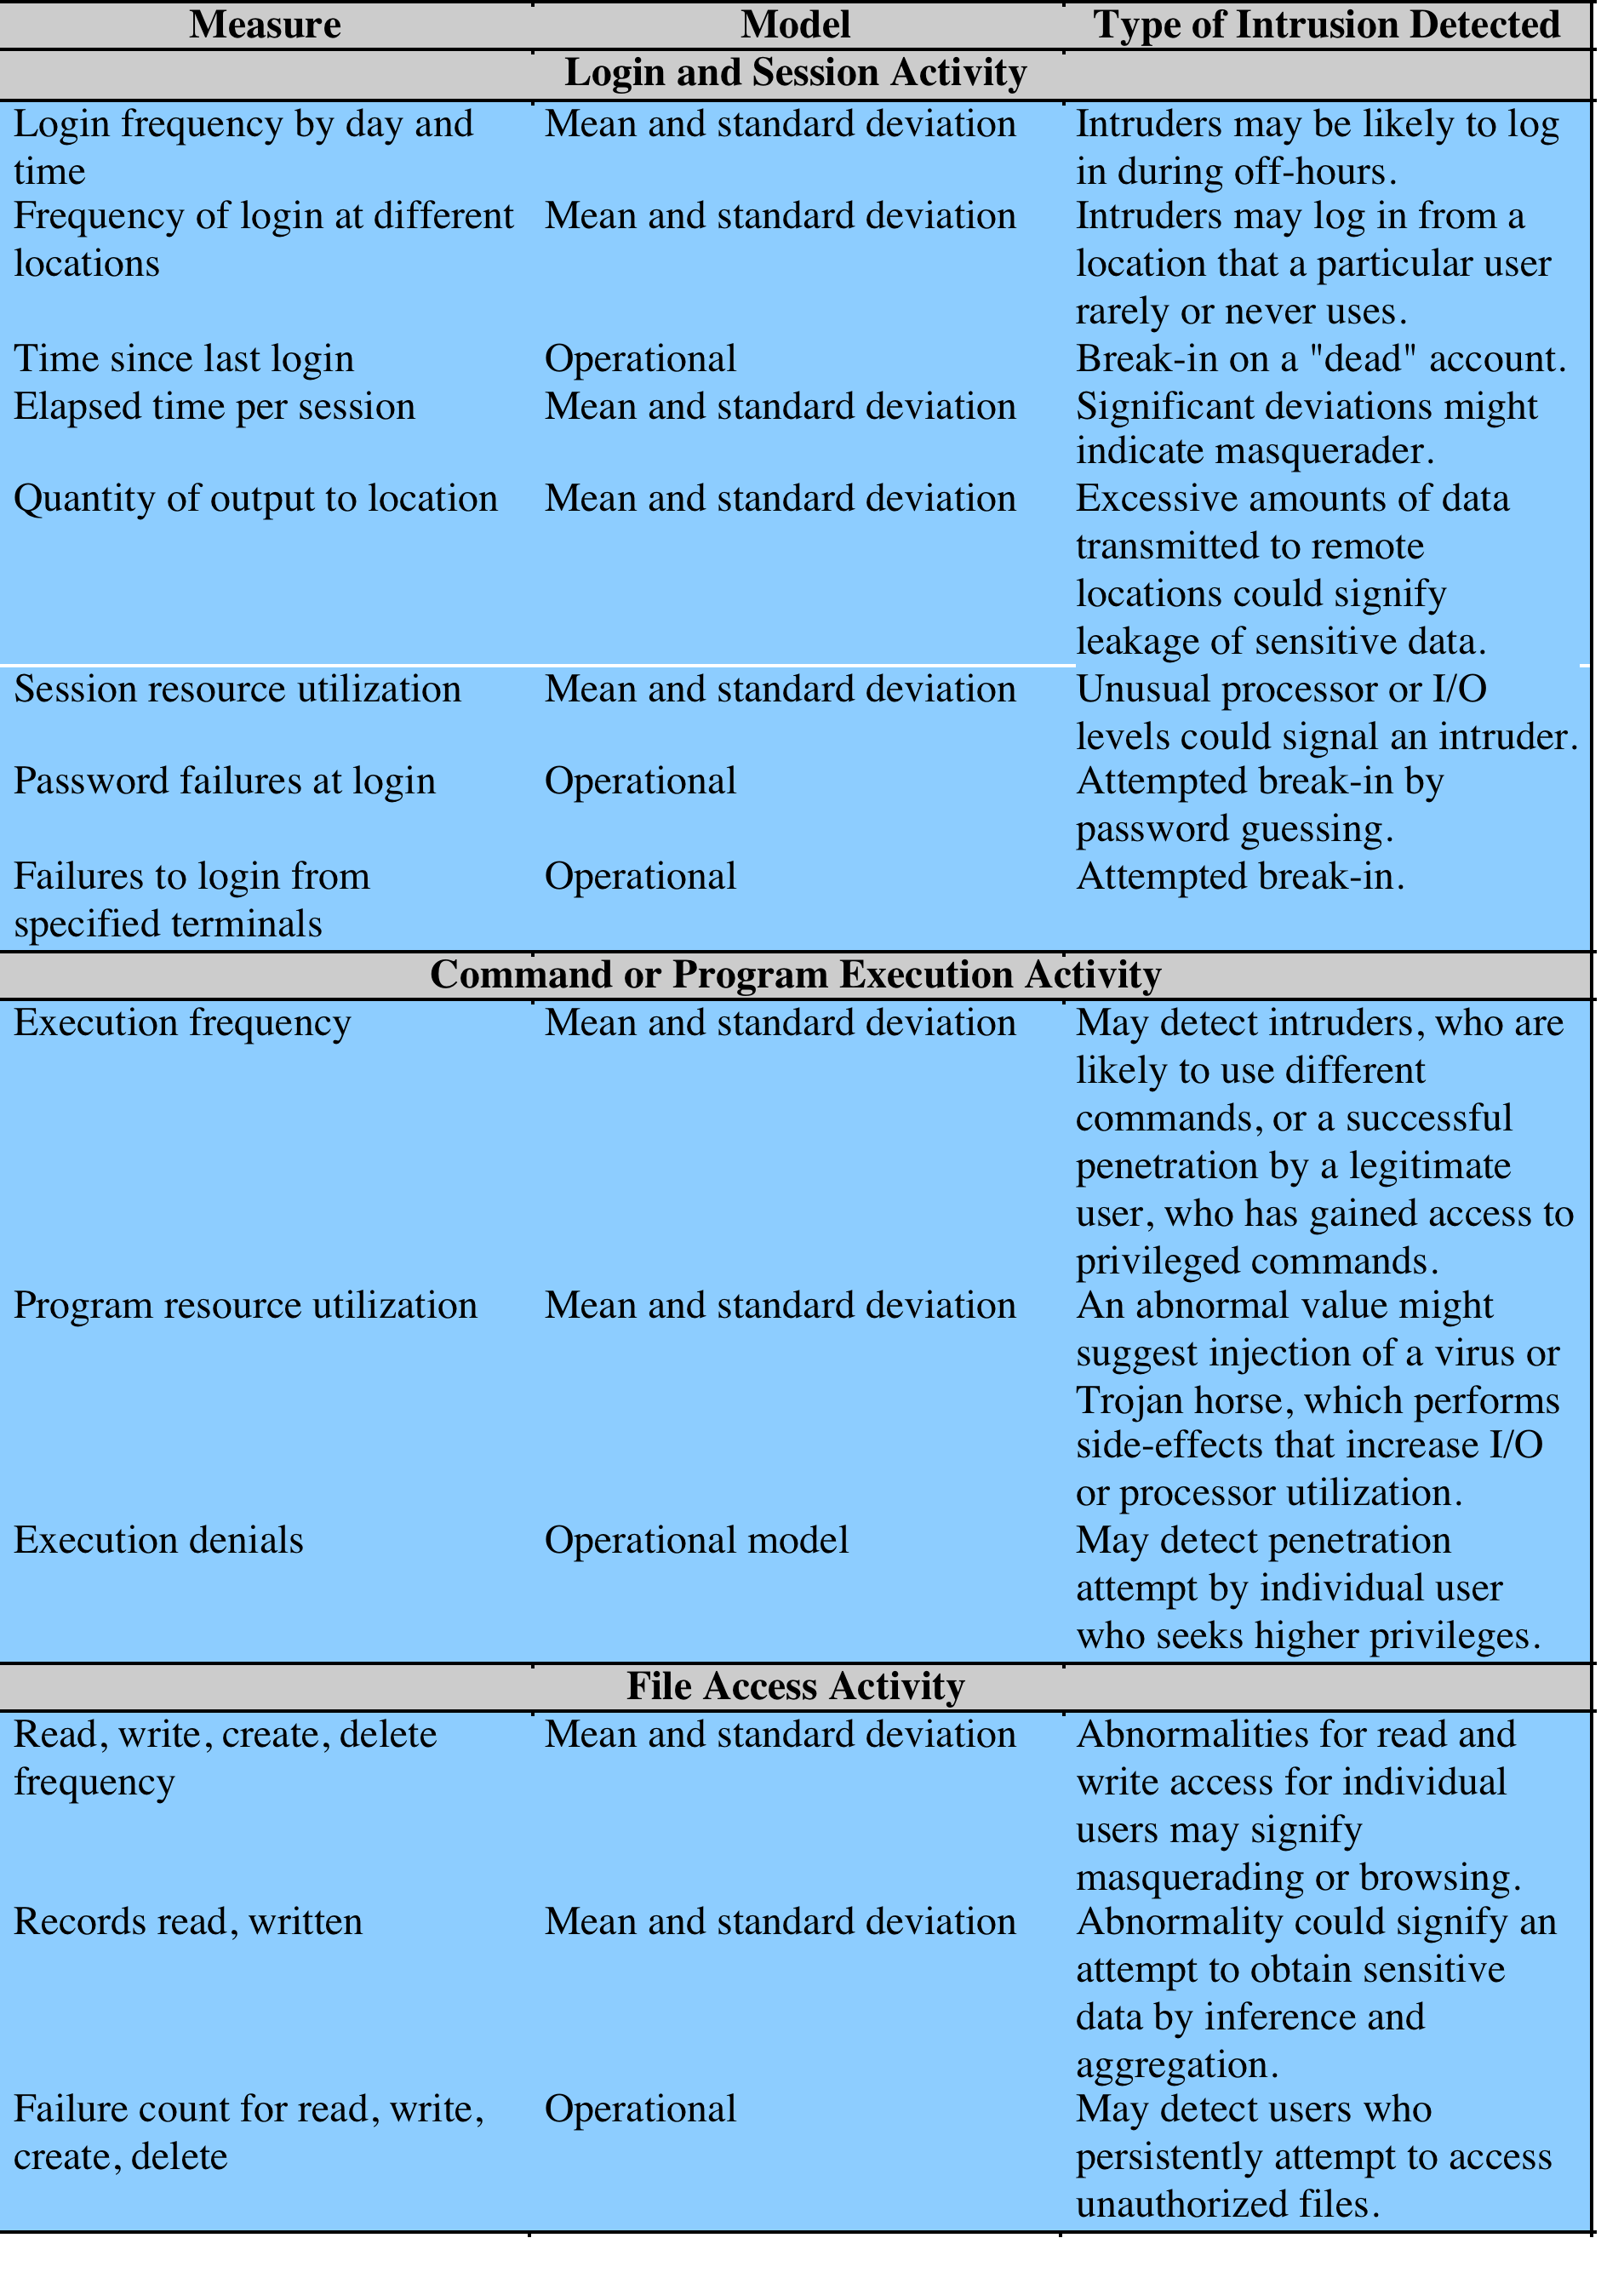 Measure Model Type of Intrusion Detected
Login and Session Activity
Login frequency by day and time Mean and standard deviation Intruders may be likely to log
in during off-hours.
Frequency of login at different Mean and standard deviation Intruders may log in from a
locations location that a particular user
rarely or never uses.
Time since last login Operational Break-in on a "dead" account.
Elapsed time per session Mean and standard deviation Significant deviations might
indicate masquerader.
Quantity of output to location Mean and standard deviation Excessive amounts of data
transmitted to remote
locations could signify
leakage of sensitive data.
Session resource utilization Mean and standard deviation Unusual processor or I/O
levels could signal an intruder.
Password failures at login Operational Attempted break-in by
password guessing.
Failures to login from Operational Attempted break-in.
specified terminals
Command or Program Execution Activity
Execution frequency Mean and standard deviation May detect intruders, who are
likely to use different
commands, or a successful
penetration by a legitimate
user, who has gained access to
privileged commands.
Program resource utilization Mean and standard deviation An abnormal value might
suggest injection of a virus or
Trojan horse, which performs
side-effects that increase I/O
or processor utilization.
Execution denials Operational model May detect penetration
attempt by individual user
who seeks higher privileges.
File Access Activity
Read, write, create, delete Mean and standard deviation Abnormalities for read and
frequency write access for individual
users may signify
masquerading or browsing.
Records read, written Mean and standard deviation Abnormality could signify an
attempt to obtain sensitive
data by inference and
aggregation.
Failure count for read, write, Operational May detect users who
create, delete persistently attempt to access
unauthorized files.